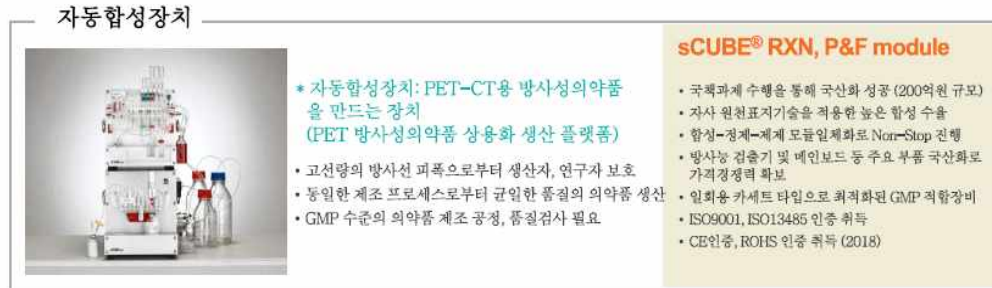 자동합성장치
* 자동합성장치: PET-CT용 방사성의약품
을 만드는 장치
(PET 방사성의약품 상용화 생산 플랫폼)
• 고선량의 방사선 피폭으로부터 생산자, 연구자 보호
• 동일한 제조 프로세스로부터 균일한 품질의 의약품 생산
• GMP 수준의 의약품 제조 공정, 품질검사 필요
sCUBE® RXN, P&F module
• 국책과제 수행을 통해 국산화 성공 (200억원 규모)
• 자사 원천표지기술을 적용한 높은 합성 수율
• 합성-정제-제제 모듈일체화로 Non-Stop 진행
• 방사능 검출기 및 메인보드 등 주요 부품 국산화로
가격경쟁력 확보
• 일회용 카세트 타입으로 최적화된 GMP 적합장비
• ISO9001, ISO13485 인증 취득
• CE인증, ROHS 인증 취득 (2018)